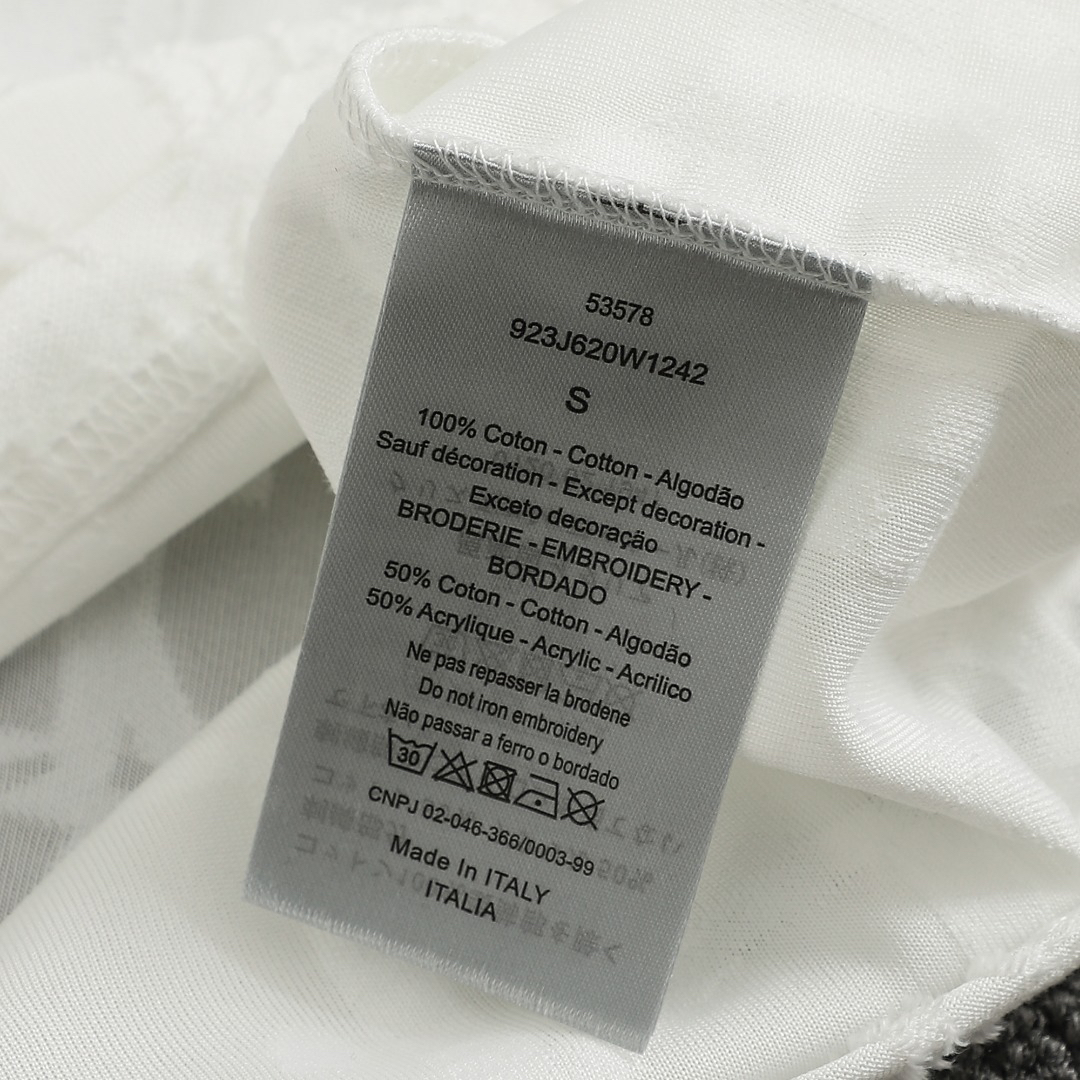 53578
923J620W1242
S
100% Coton - Cotton - Algodão
Sauf décoration - Except decoration -
Exceto decoração
BRODERIE - EMBROIDERY -
BORDADO
50% Coton - Cotton - Algodão
50% Acrylique - Acrylic - Acrilico
Ne pas repasser la brodene
Do not iron embroidery
Não passar a ferro o bordado
30
CNPJ 02-046-366/0003-99
Made In ITALY
ITALIA